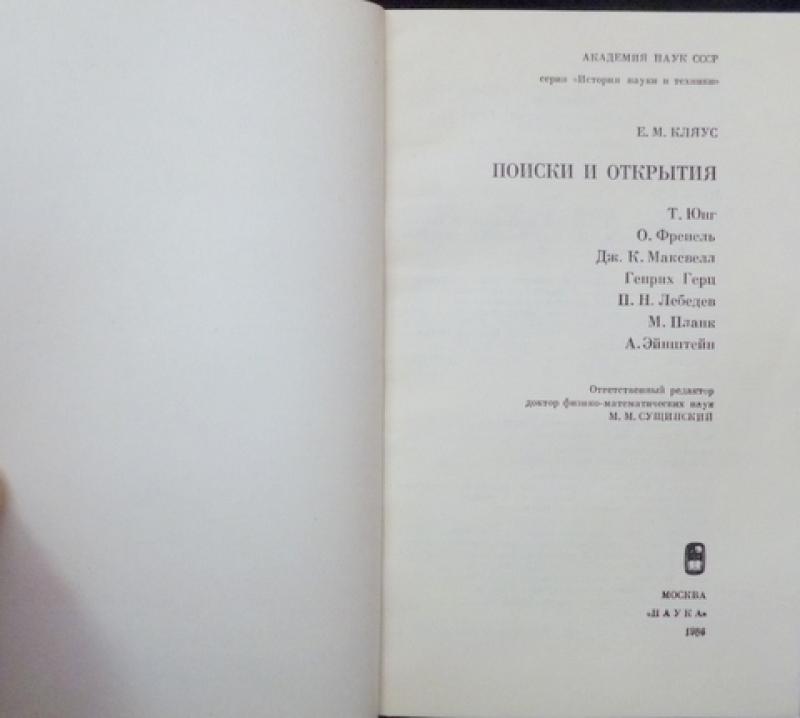 АКАДЕМИЯ НАУК СССР
серия «История науки и техники»
Е. М. КЛЯУС
ПОИСКИ И ОТКРЫТИЯ
Т. Юнг
О. Френель
Дж. К. Максвелл
Генрих Герц
П. Н. Лебедев
М. Планк
А. Эйнштейн
Ответственный редактор
доктор физико-математических наук
М. М. СУЩИНСКИЙ
МОСКВА
«НАУКА»
1986